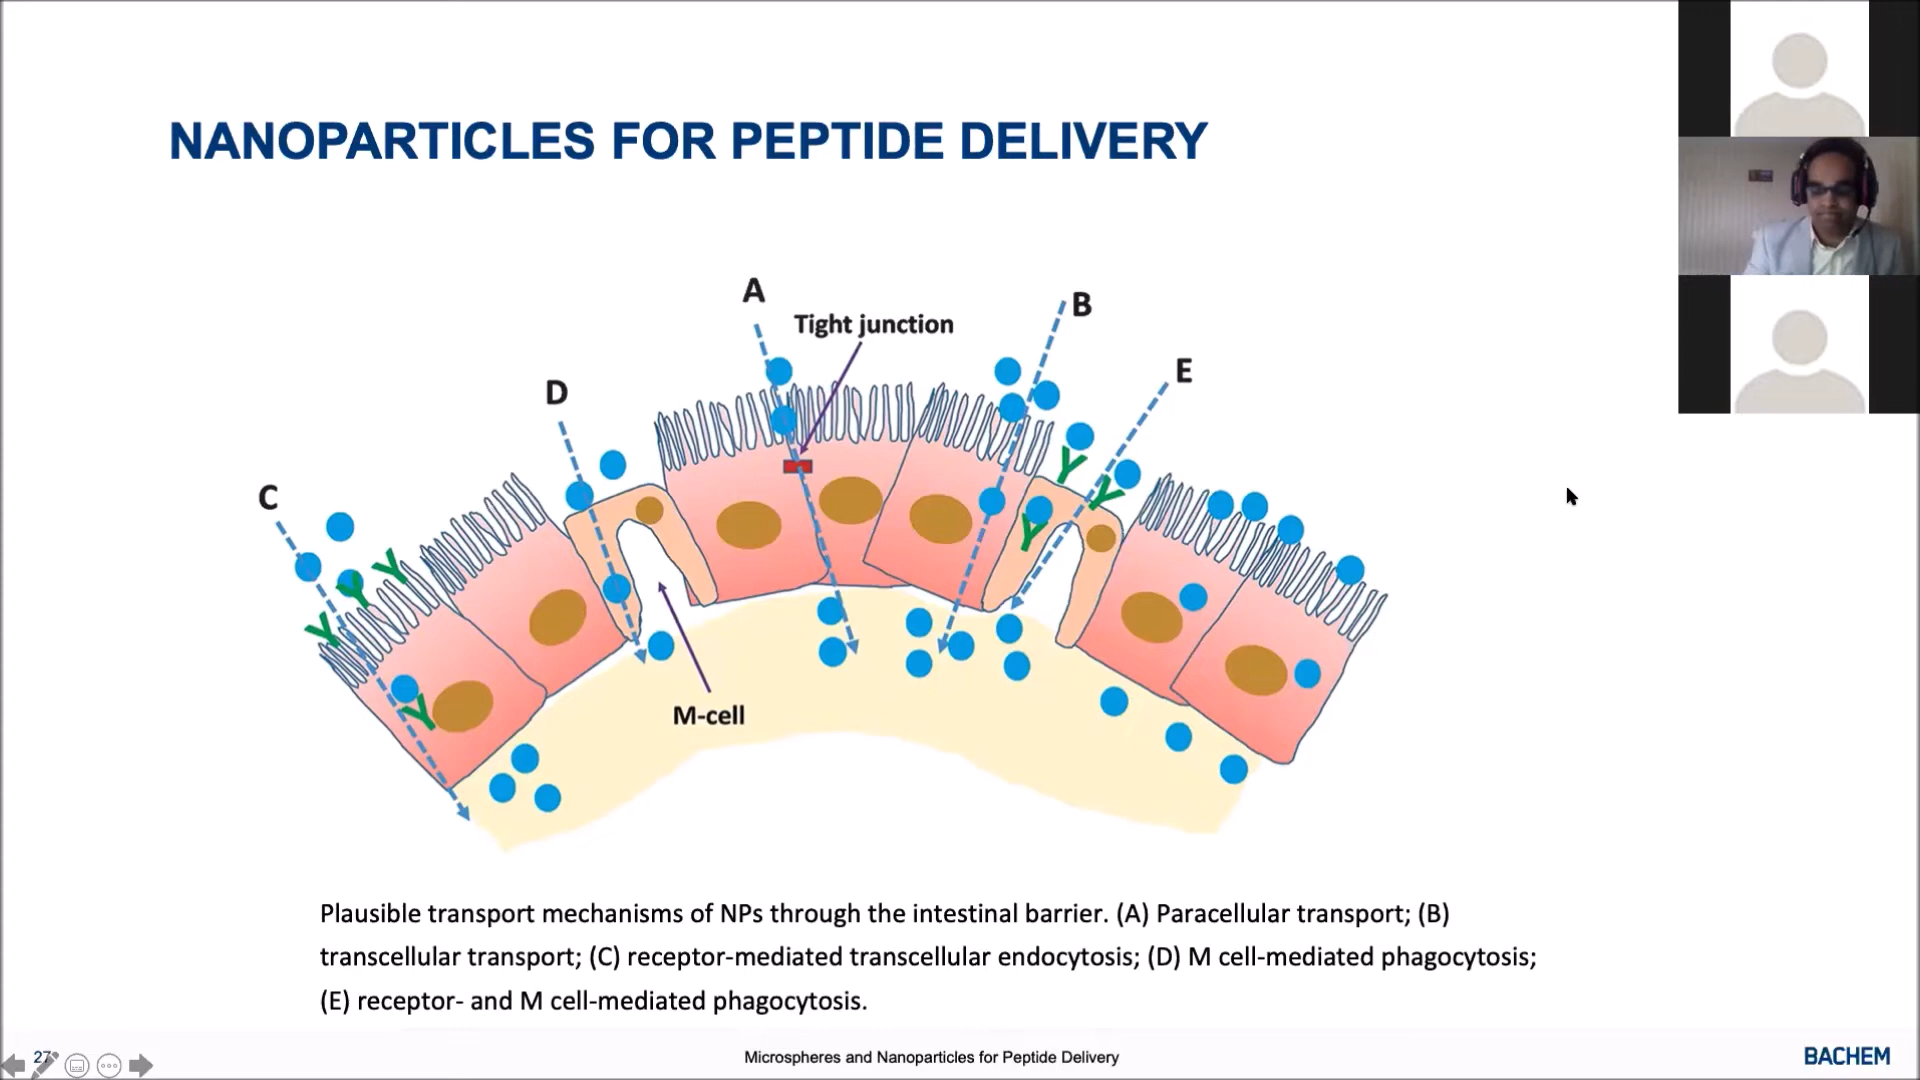 NANOPARTICLES FOR PEPTIDE DELIVERY
A
Tight junction
B
E
D
C
M-cell
Plausible transport mechanisms of NPs through the intestinal barrier. (A) Paracellular transport; (B)
transcellular transport; (C) receptor-mediated transcellular endocytosis; (D) M cell-mediated phagocytosis;
(E) receptor- and M cell-mediated phagocytosis.
27
Microspheres and Nanoparticles for Peptide Delivery
BACHEM